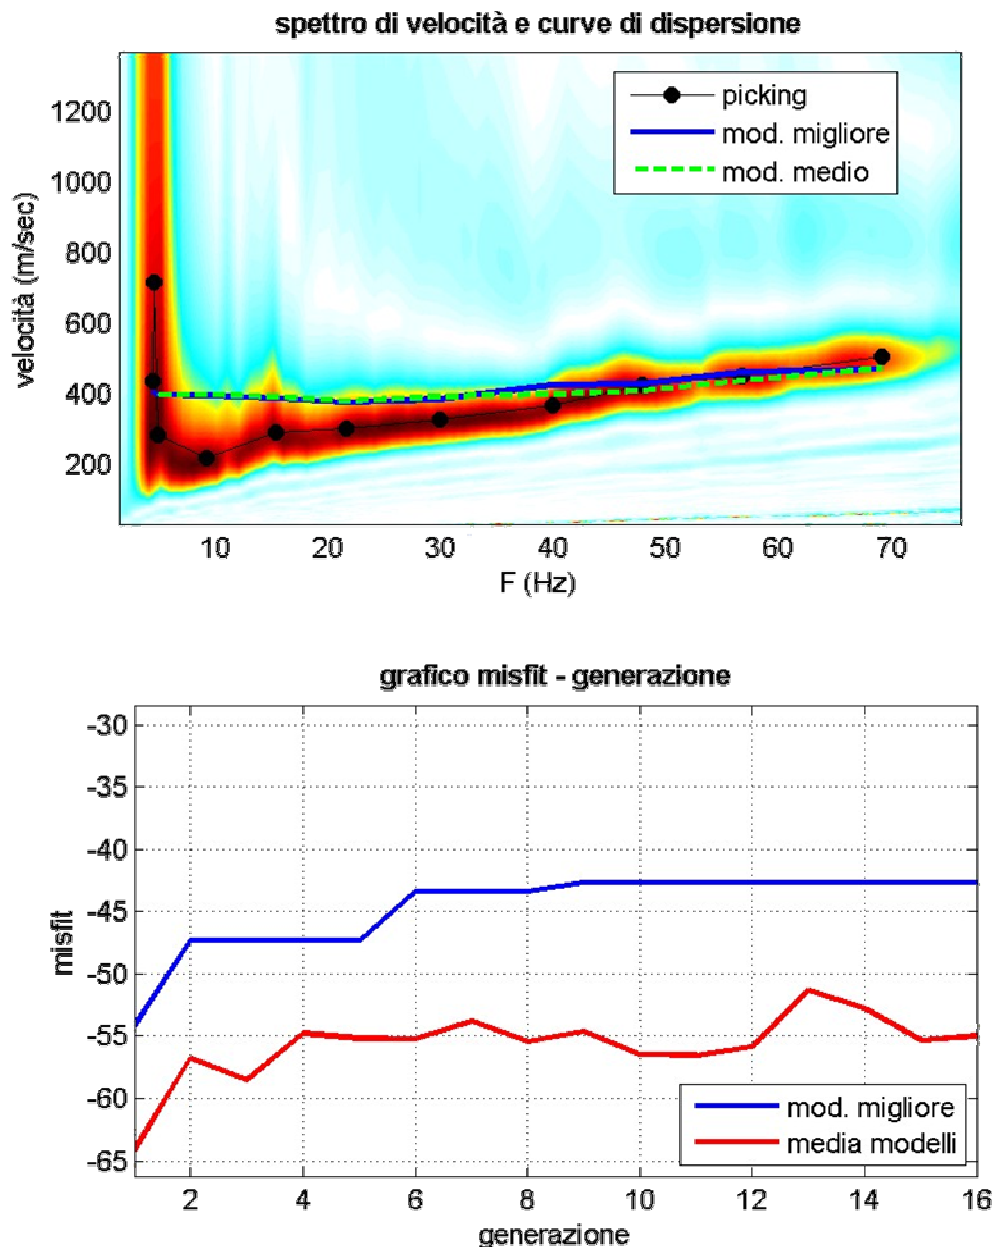 spettro di velocità e curve di dispersione
1200
1000
800
600
400
200
velocità (m/sec)
picking
mod. migliore
mod. medio
10 20 30 40 50 60 70
F (Hz)
grafico misfit - generazione
-30
-35
-40
-45
-50
-55
-60
-65
misfit
mod. migliore
media modelli
2 4 6 8 10 12 14 16
generazione